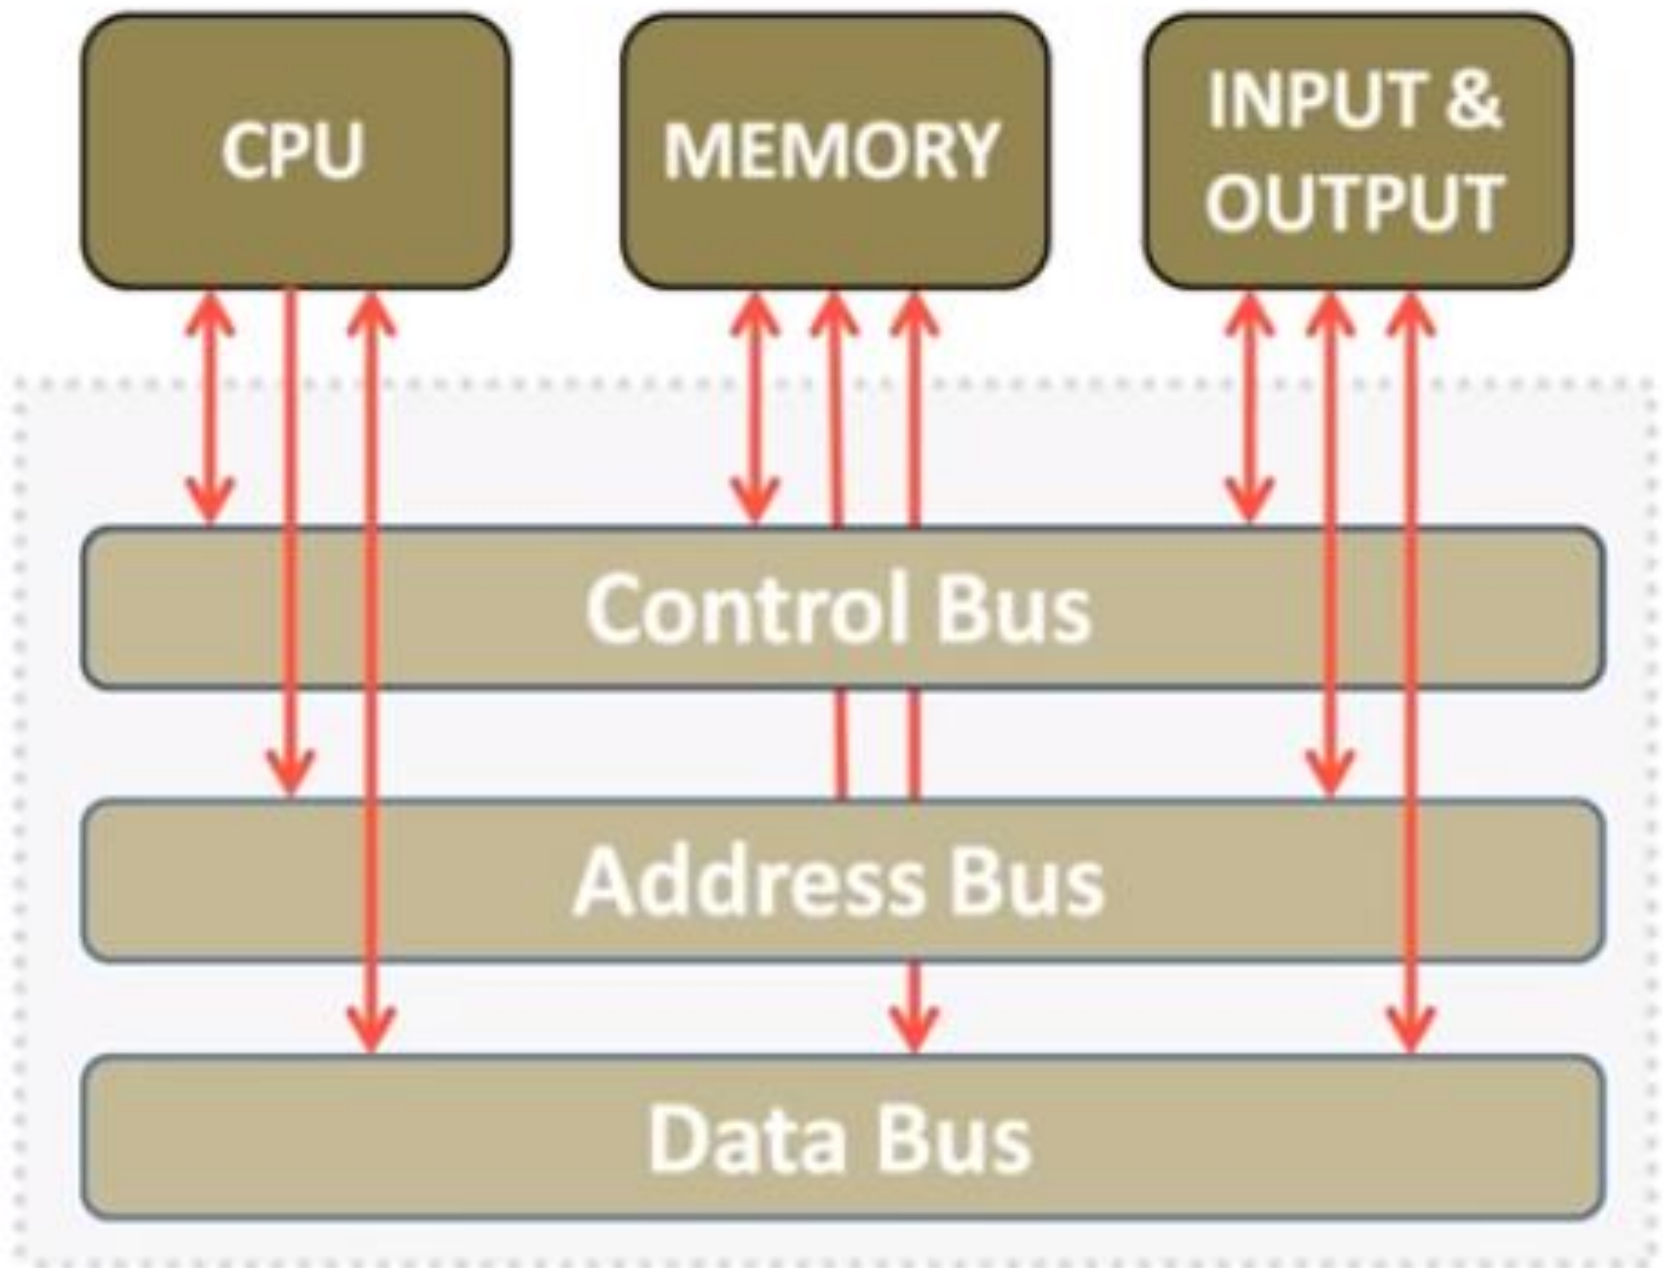 CPU
MEMORY
INPUT &
OUTPUT
Control Bus
Address Bus
Data Bus